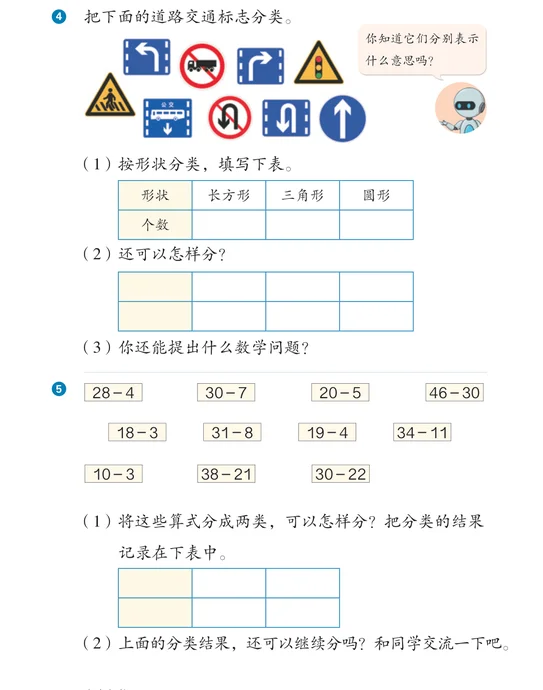 4 把下面的道路交通标志分类。
你知道它们分别表示
什么意思吗？
公交
（1）按形状分类，填写下表。
形状 长方形 三角形 圆形
个数
（2）还可以怎样分？
（3）你还能提出什么数学问题？
5 28－4 30－7 20－5 46－30
18－3 31－8 19－4 34－11
10－3 38－21 30－22
（1）将这些算式分成两类，可以怎样分？把分类的结果
记录在下表中。
（2）上面的分类结果，还可以继续分吗？和同学交流一下吧。